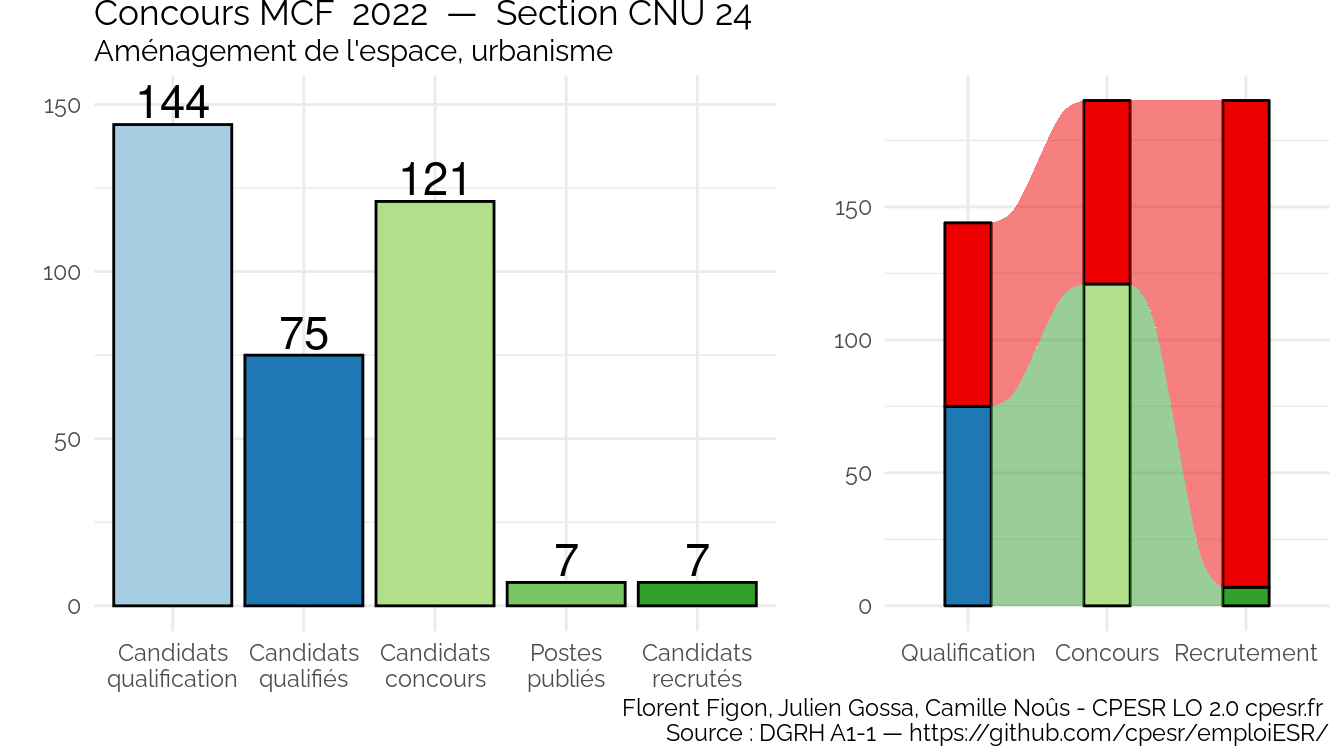 Concours MCF 2022 — Section CNU 24
Aménagement de l'espace, urbanisme
150
100
50
0
144
75
121
7
7
Candidats qualification
Candidats qualifiés
Candidats concours
Postes publiés
Candidats recrutés
150
100
50
0
Qualification
Concours
Recrutement
Florent Figon, Julien Gossa, Camille Noûs - CPESR LO 2.0 cpesr.fr
Source : DGRH A1-1 — https://github.com/cpesr/emploiESR/